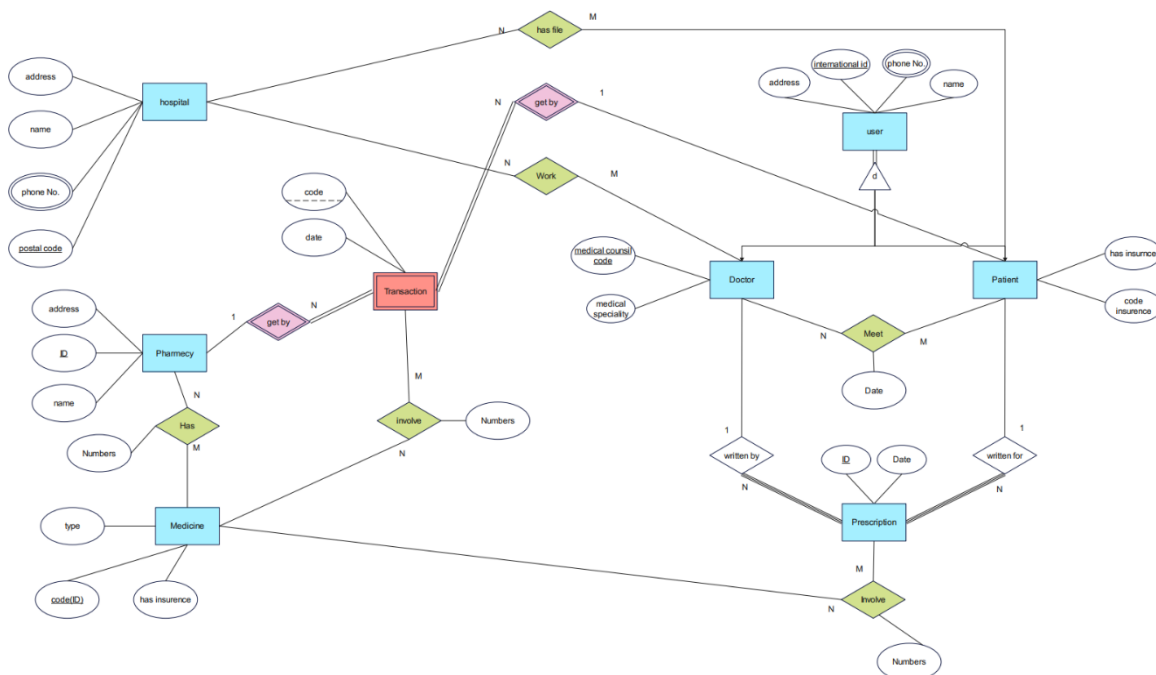 M
N
has file
address
international id
phone No.
hospital
address
name
N
get by
1
name
user
N
Work
M
d
phone No.
code
date
postal code
medical counsil
code
Doctor
Patient
has insurnce
Transaction
medical
speciality
code
insurence
address
N
1
get by
ID
Pharmecy
N
Meet
M
name
M
Date
N
Has
Numbers
M
involve
Numbers
N
1
1
written by
ID
Date
written for
N
N
type
Medicine
Prescription
M
code(ID)
has insurence
N
Involve
Numbers